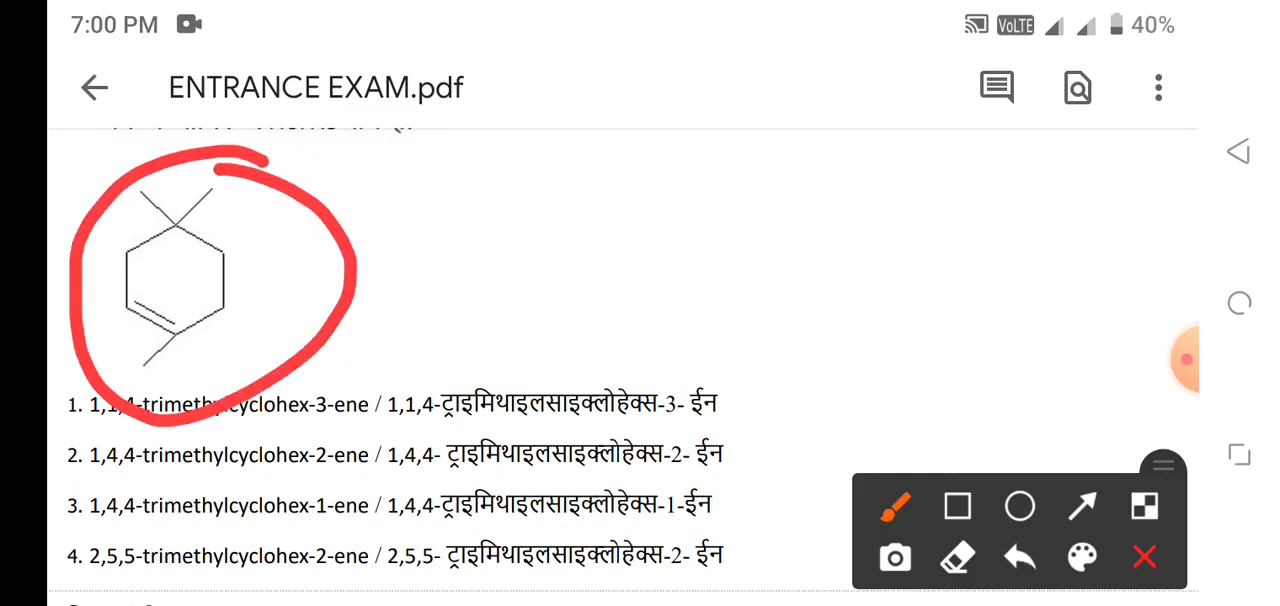 7:00 PM VoLTE 40%
ENTRANCE EXAM.pdf
1. 1,1,4-trimethylcyclohex-3-ene / 1,1,4-ट्राइमिथाइलसाइक्लोहेक्स-3- ईन
2. 1,4,4-trimethylcyclohex-2-ene / 1,4,4- ट्राइमिथाइलसाइक्लोहेक्स-2- ईन
3. 1,4,4-trimethylcyclohex-1-ene / 1,4,4-ट्राइमिथाइलसाइक्लोहेक्स-1-ईन
4. 2,5,5-trimethylcyclohex-2-ene / 2,5,5- ट्राइमिथाइलसाइक्लोहेक्स-2- ईन